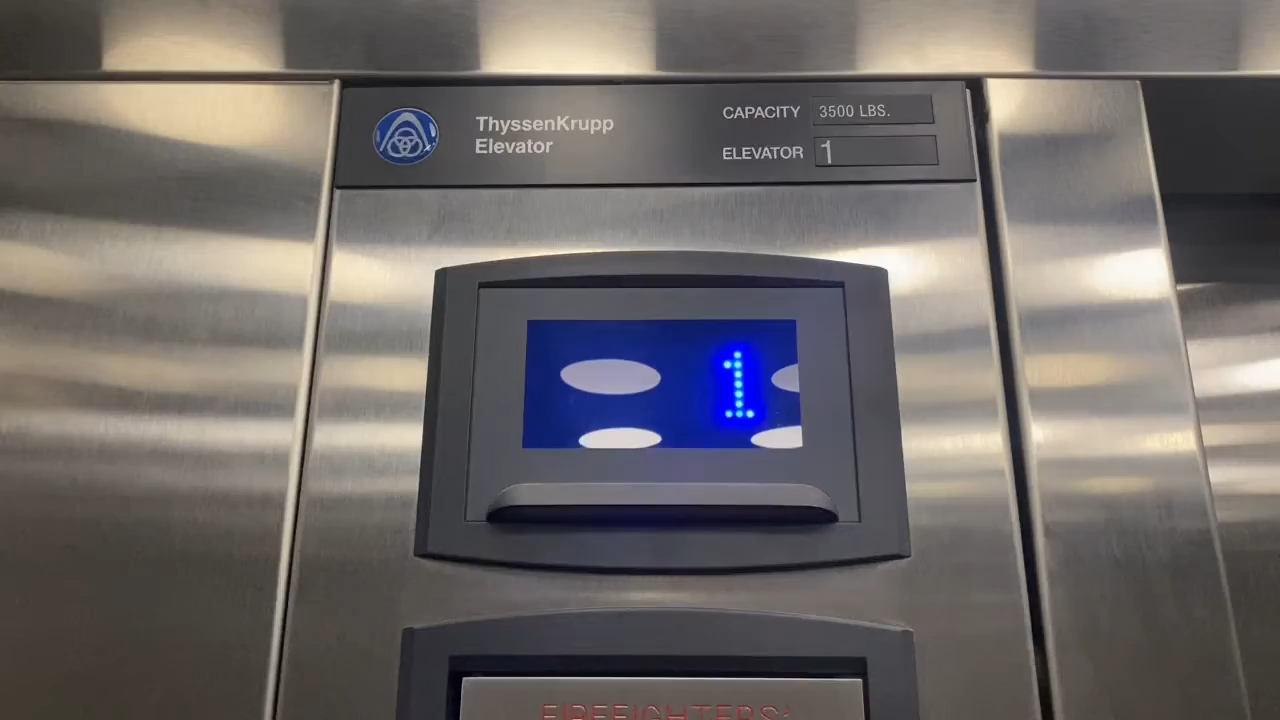 ThyssenKrupp
Elevator
CAPACITY 3500 LBS.
ELEVATOR 1
1
FIREFIGHTERS'